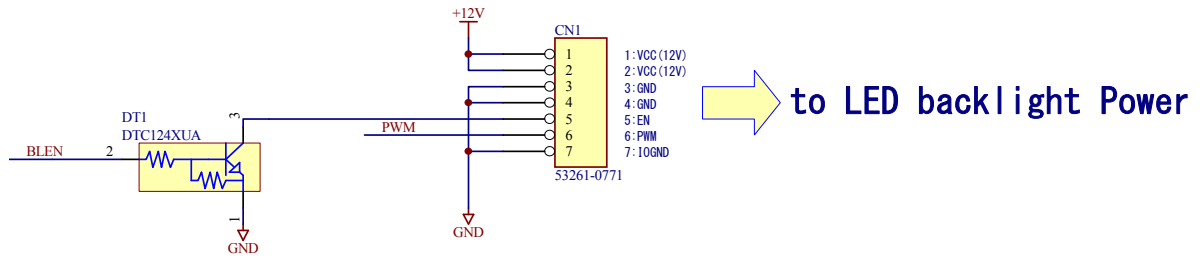 +12V
CN1
1 1:VCC(12V)
2 2:VCC(12V)
3 3:GND
4 4:GND
5 5:EN
6 6:PWM
7 7:IOGND
53261-0771
to LED backlight Power
DT1
DTC124XUA
3
PWM
BLEN 2
1
GND
GND